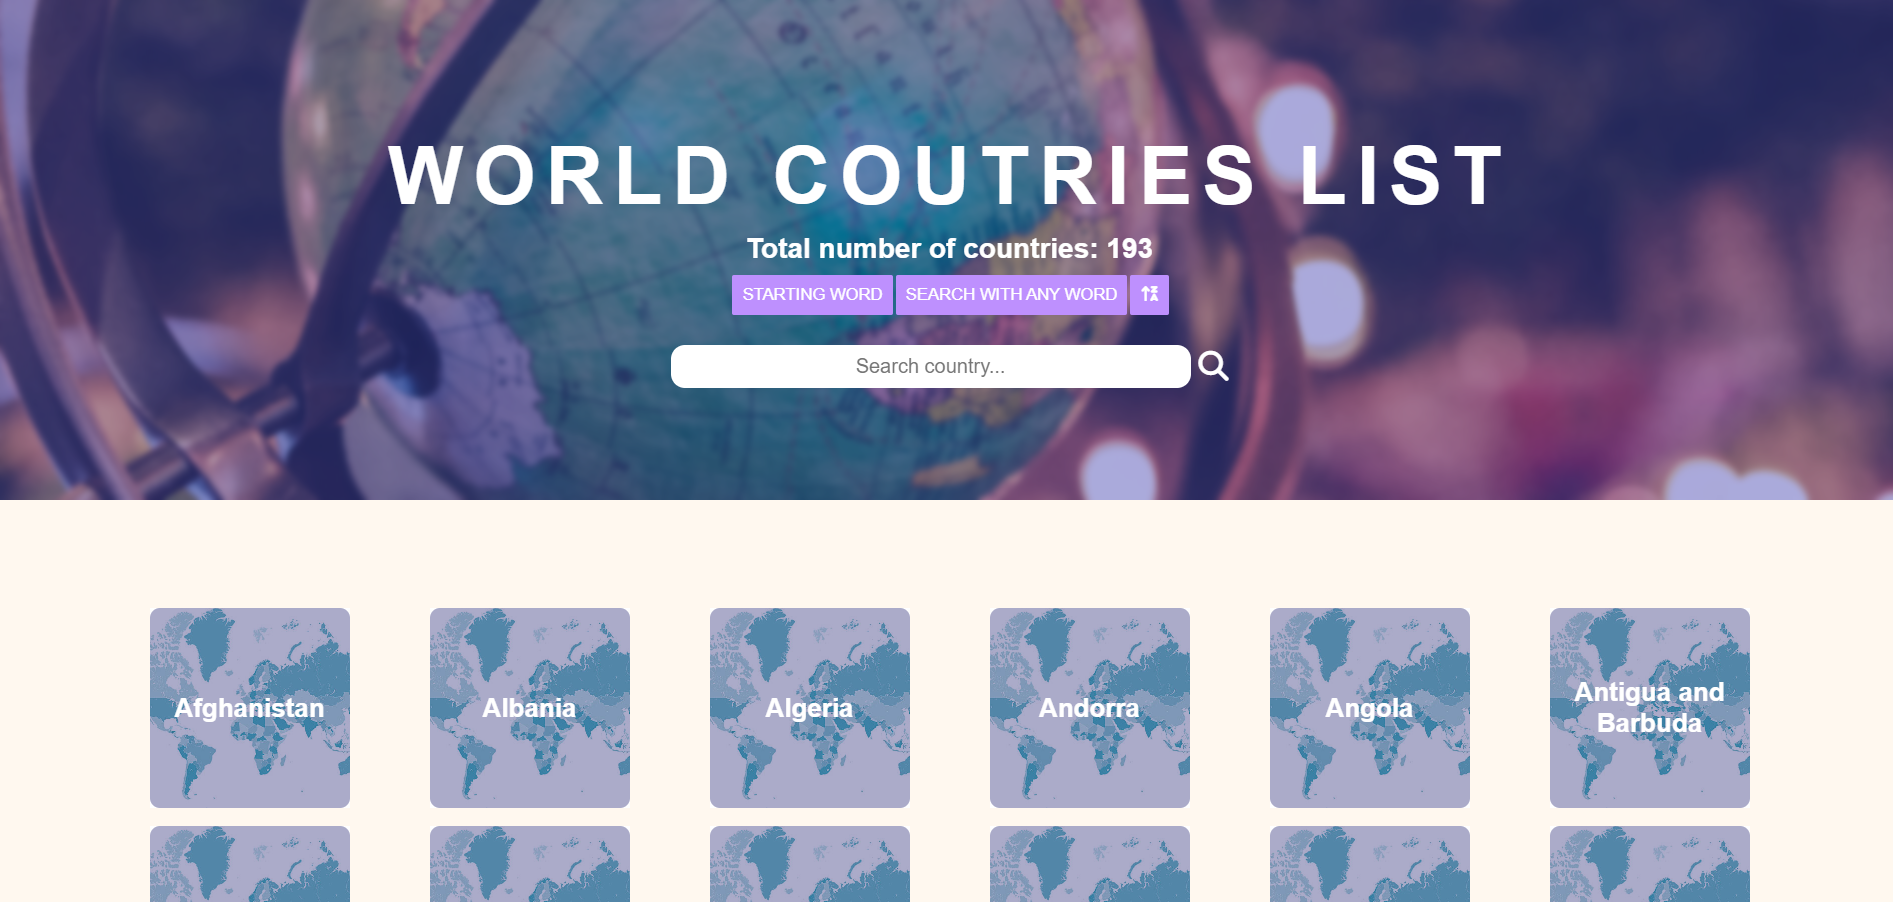 WORLD COUTRIES LIST
Total number of countries: 193
STARTING WORD SEARCH WITH ANY WORD
Search country...
Afghanistan Albania Algeria Andorra Angola Antigua and
Barbuda